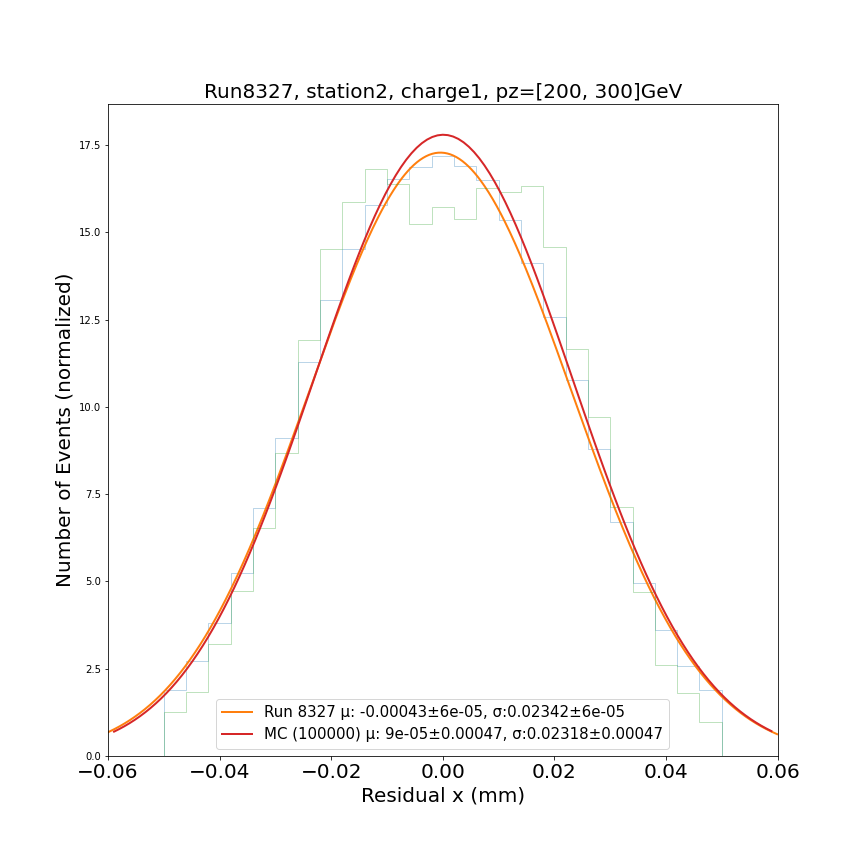 Run8327, station2, charge1, pz=[200, 300]GeV
Number of Events (normalized)
17.5
15.0
12.5
10.0
7.5
5.0
2.5
0.0
Run 8327 μ: -0.00043±6e-05, σ:0.02342±6e-05
MC (100000) μ: 9e-05±0.00047, σ:0.02318±0.00047
−0.06 −0.04 −0.02 0.00 0.02 0.04 0.06
Residual x (mm)